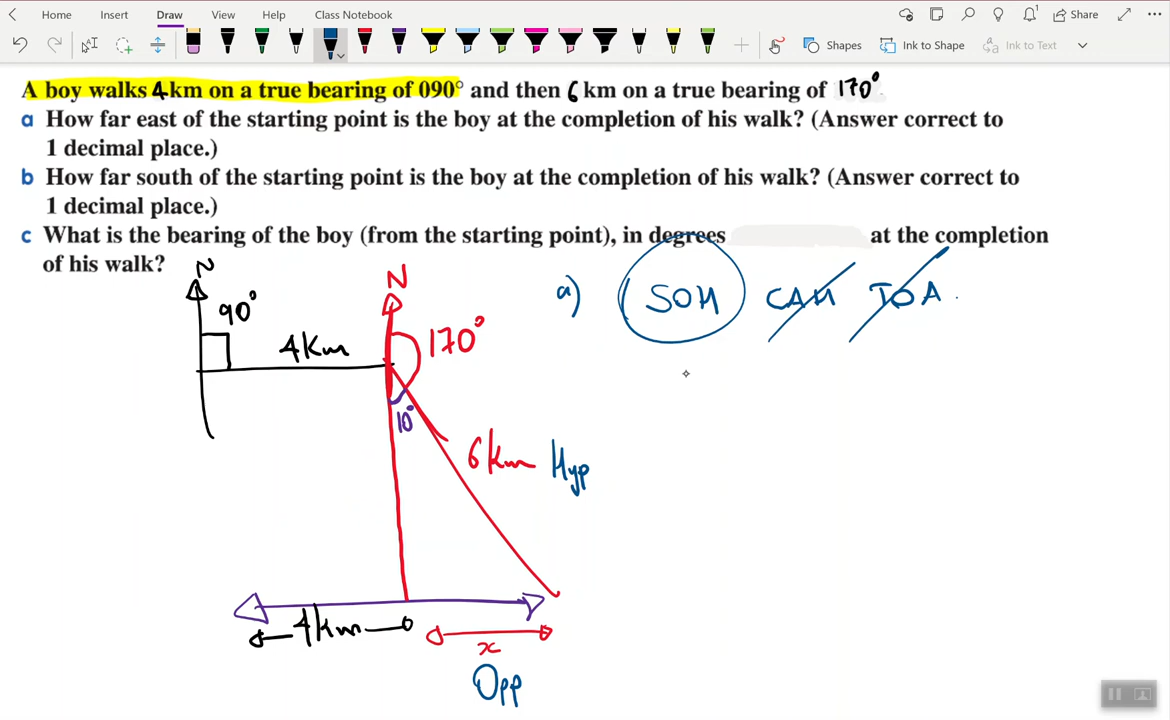 Home Insert Draw View Help Class Notebook
Share
Shapes Ink to Shape Ink to Text
A boy walks 4 km on a true bearing of 090° and then 6 km on a true bearing of 170°
a How far east of the starting point is the boy at the completion of his walk? (Answer correct to
1 decimal place.)
b How far south of the starting point is the boy at the completion of his walk? (Answer correct to
1 decimal place.)
c What is the bearing of the boy (from the starting point), in degrees at the completion
of his walk?
N
N
90°
a) SOH CAH TOA
170°
4km
10°
6km Hyp
4km
x
Opp